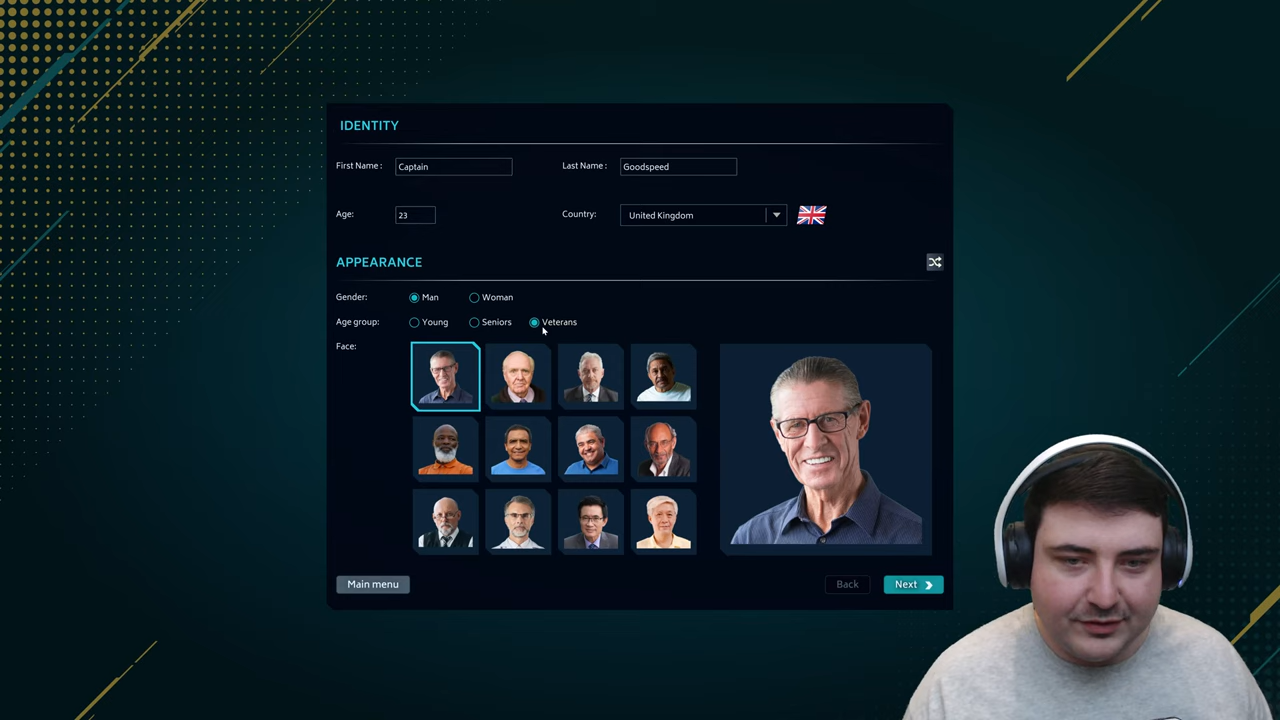 IDENTITY
First Name : Captain Last Name : Goodspeed
Age: 23 Country: United Kingdom
APPEARANCE
Gender: Man Woman
Age group: Young Seniors Veterans
Face:
Main menu Back Next